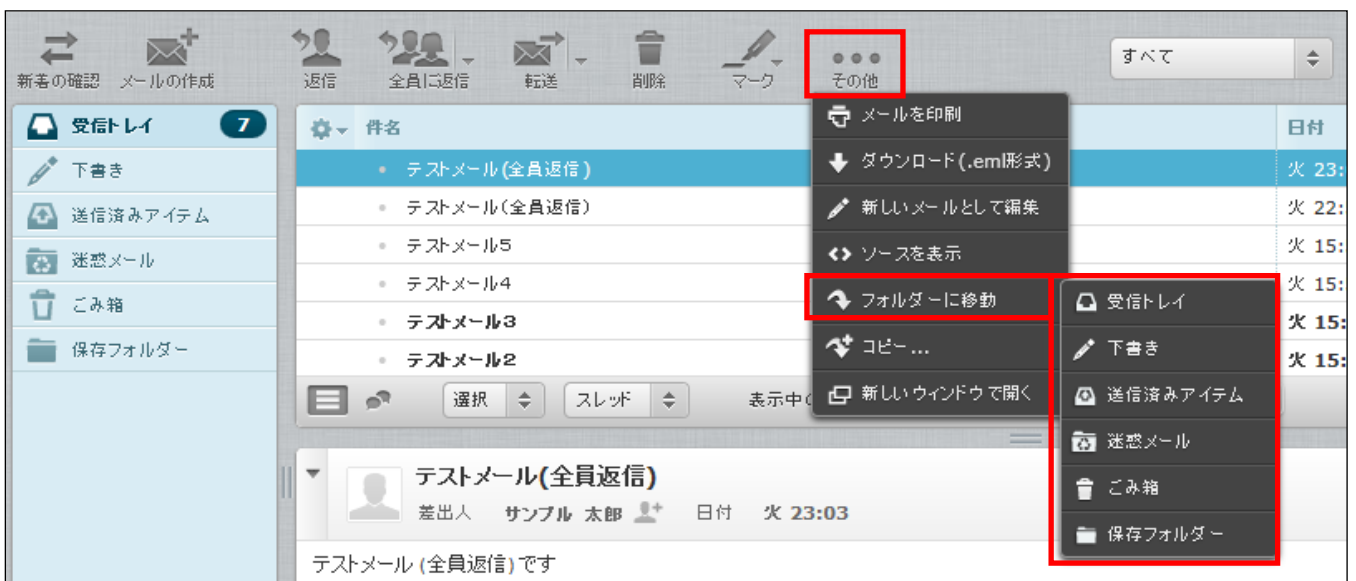 新着の確認 メールの作成 返信 全員に返信 転送 削除 マーク その他 すべて
受信トレイ 7
下書き
送信済みアイテム
迷惑メール
ごみ箱
保存フォルダー
件名 日付
テストメール(全員返信) 火 23:
テストメール(全員返信) 火 22:
テストメール5 火 15:
テストメール4 火 15:
テストメール3 火 15:
テストメール2 火 15:
選択 スレッド 表示中
メールを印刷
ダウンロード(.eml形式)
新しいメールとして編集
ソースを表示
フォルダーに移動
コピー...
新しいウィンドウで開く
受信トレイ
下書き
送信済みアイテム
迷惑メール
ごみ箱
保存フォルダー
テストメール(全員返信)
差出人 サンプル 太郎 日付 火 23:03
テストメール (全員返信)です